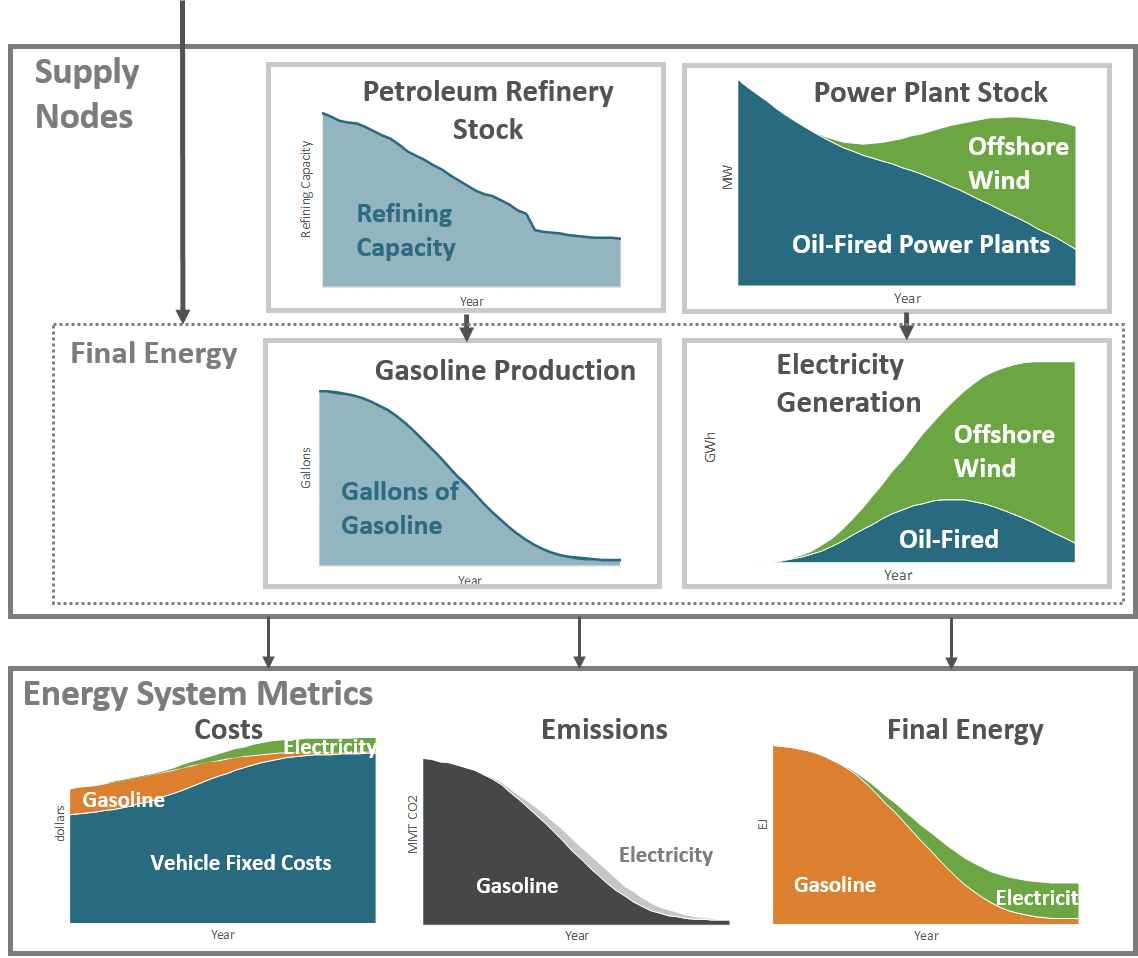 Supply
Nodes
Petroleum Refinery
Stock
Refining Capacity
Refining
Capacity
Year
Power Plant Stock
MW
Offshore
Wind
Oil-Fired Power Plants
Year
Final Energy
Gasoline Production
Gallons
Gallons of
Gasoline
Year
Electricity
Generation
GWh
Offshore
Wind
Oil-Fired
Year
Energy System Metrics
Costs
dollars
Electricity
Gasoline
Vehicle Fixed Costs
Year
Emissions
MMT CO2
Electricity
Gasoline
Year
Final Energy
EJ
Gasoline
Electricit
Year